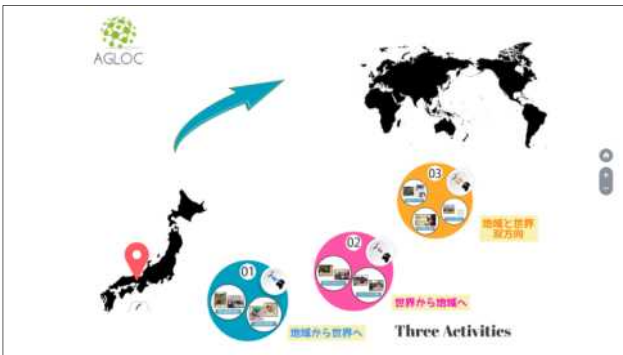 AGLOC
03
地域と世界
双方向
02
世界から地域へ
01
地域から世界へ
Three Activities